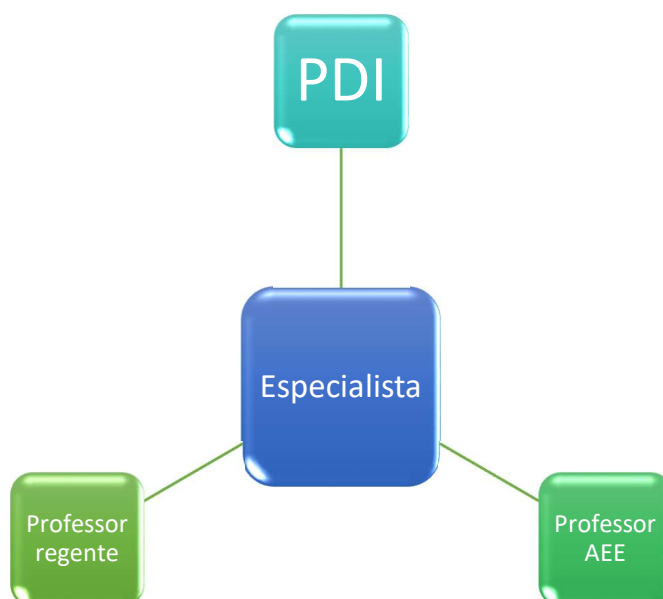 PDI
Especialista
Professor
regente
Professor
AEE